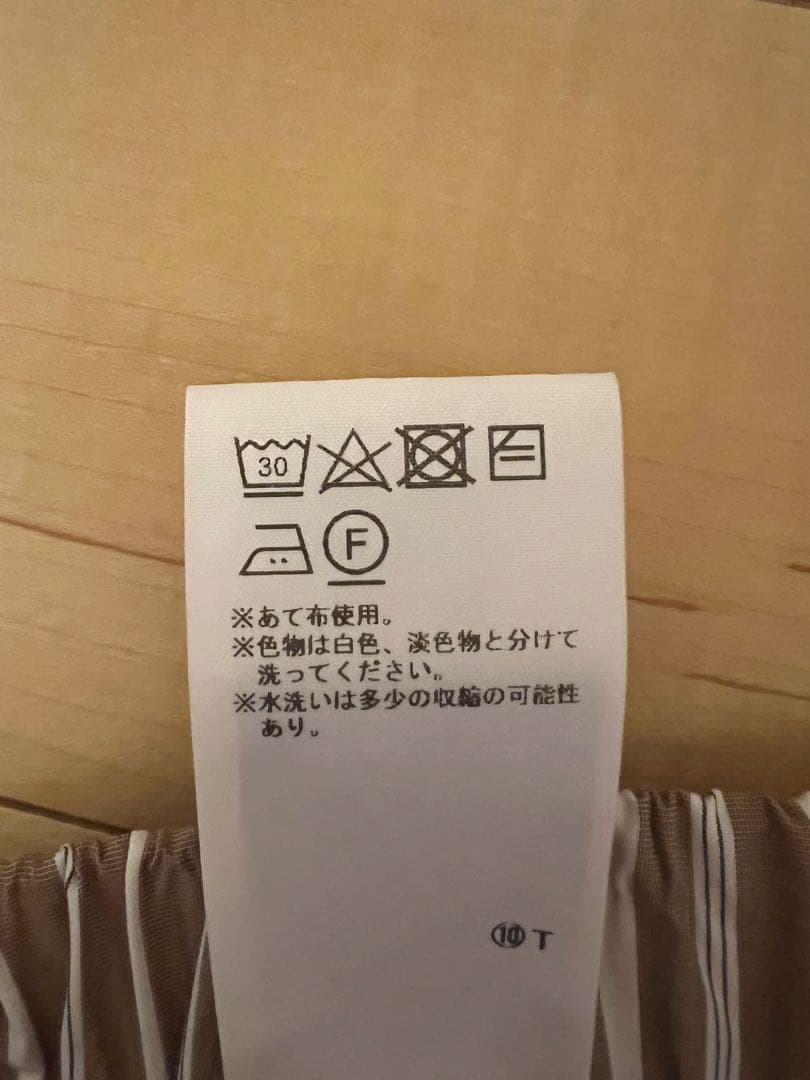 30
F
※あて布使用。
※色物は白色、淡色物と分けて
洗ってください。
※水洗いは多少の収縮の可能性
あり。
⑩T